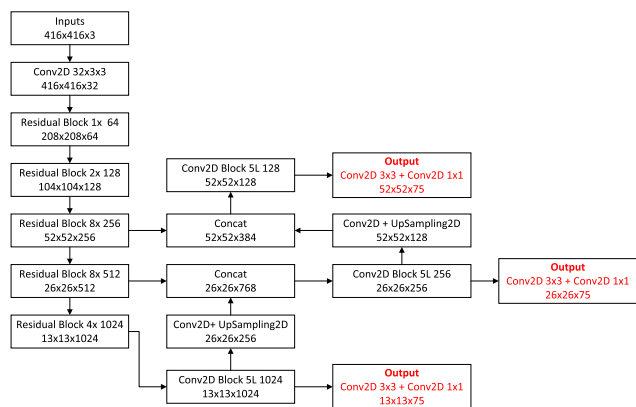 Inputs
416x416x3
Conv2D 32x3x3
416x416x32
Residual Block 1x  64
208x208x64
Residual Block 2x 128
104x104x128
Residual Block 8x 256
52x52x256
Residual Block 8x 512
26x26x512
Residual Block 4x 1024
13x13x1024
Conv2D Block 5L 128
52x52x128
Output
Conv2D 3x3 + Conv2D 1x1
52x52x75
Concat
52x52x384
Conv2D + UpSampling2D
52x52x128
Concat
26x26x768
Conv2D Block 5L 256
26x26x256
Output
Conv2D 3x3 + Conv2D 1x1
26x26x75
Conv2D+ UpSampling2D
26x26x256
Conv2D Block 5L 1024
13x13x1024
Output
Conv2D 3x3 + Conv2D 1x1
13x13x75